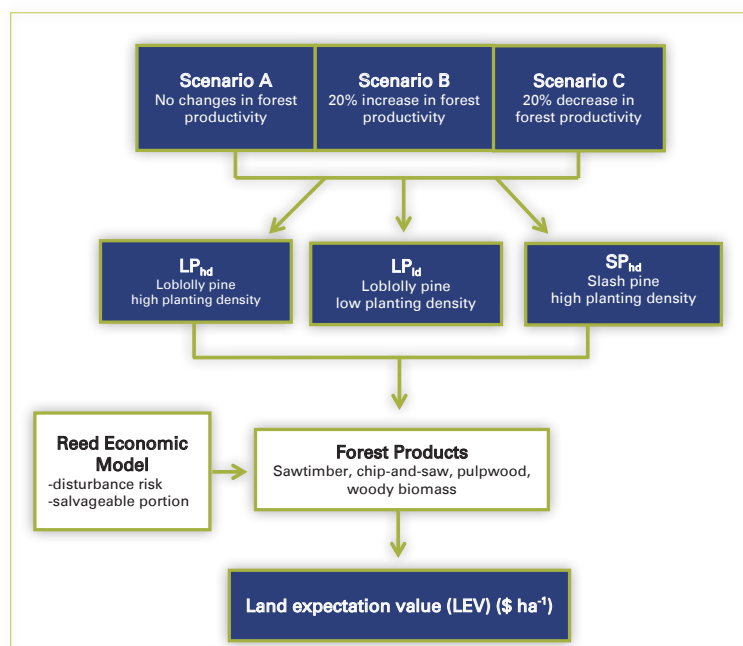 Scenario A
No changes in forest
productivity
Scenario B
20% increase in forest
productivity
Scenario C
20% decrease in
forest productivity
LPhd
Loblolly pine
high planting density
LPld
Loblolly pine
low planting density
SPhd
Slash pine
high planting density
Reed Economic
Model
-disturbance risk
-salvageable portion
Forest Products
Sawtimber, chip-and-saw, pulpwood,
woody biomass
Land expectation value (LEV) ($ ha⁻¹)